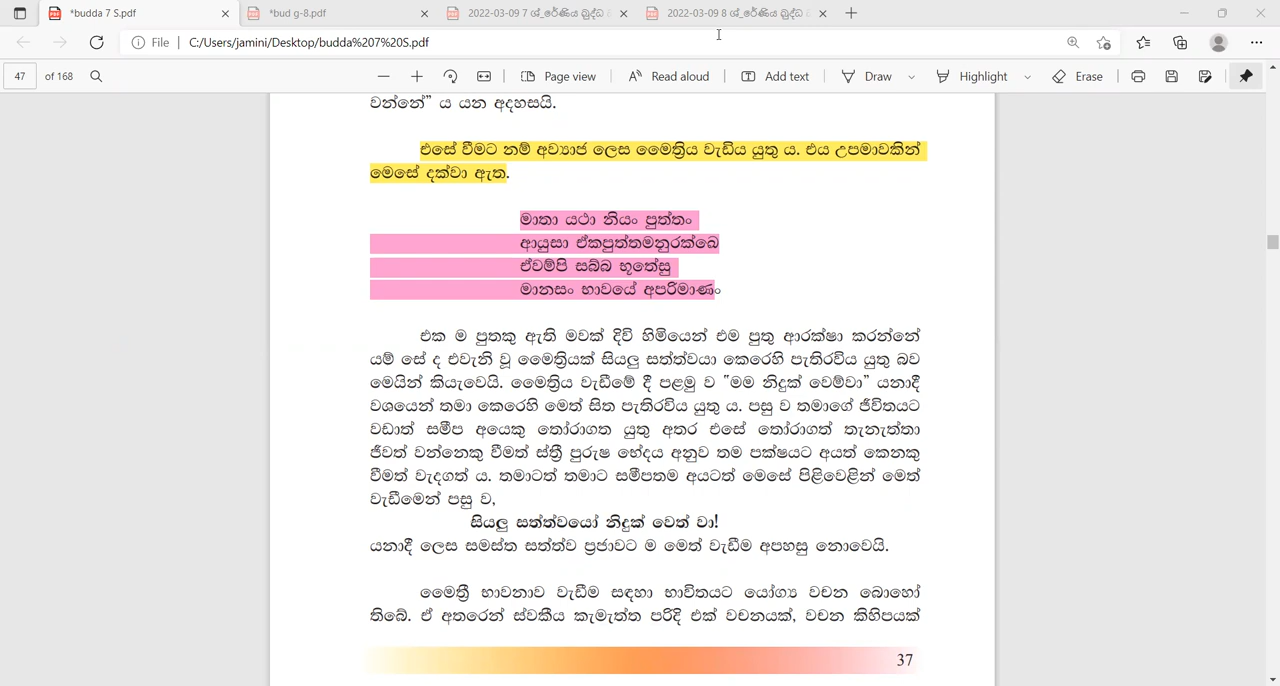 *budda 7 S.pdf
*bud g-8.pdf
2022-03-09 7 ශ්‍රේණිය බුද්ධ
2022-03-09 8 ශ්‍රේණිය බුද්ධ
File
C:/Users/jamini/Desktop/budda%207%20S.pdf
47 of 168
Page view
Read aloud
Add text
Draw
Highlight
Erase
වන්නේ” ය යන අදහසයි.
එසේ වීමට නම් අව්‍යාජ ලෙස මෛත්‍රිය වැඩිය යුතු ය. එය උපමාවකින්
මෙසේ දක්වා ඇත.
මාතා යථා නියං පුත්තං
ආයුසා ඒකපුත්තමනුරක්ඛෙ
ඒවම්පි සබ්බ භූතේසු
මානසං භාවයේ අපරිමාණං
එක ම පුතකු ඇති මවක් දිවි හිමියෙන් එම පුතු ආරක්ෂා කරන්නේ
යම් සේ ද එවැනි වූ මෛත්‍රියක් සියලු සත්ත්වයා කෙරෙහි පැතිරවිය යුතු බව
මෙයින් කියැවෙයි. මෛත්‍රිය වැඩීමේ දී පළමු ව “මම නිදුක් වෙම්වා” යනාදී
වශයෙන් තමා කෙරෙහි මෙත් සිත පැතිරවිය යුතු ය. පසු ව තමාගේ ජීවිතයට
වඩාත් සමීප අයෙකු තෝරාගත යුතු අතර එසේ තෝරාගත් තැනැත්තා
ජීවත් වන්නෙකු වීමත් ස්ත්‍රී පුරුෂ භේදය අනුව තම පක්ෂයට අයත් කෙනකු
වීමත් වැදගත් ය. තමාටත් තමාට සමීපතම අයටත් මෙසේ පිළිවෙළින් මෙත්
වැඩීමෙන් පසු ව,
සියලු සත්ත්වයෝ නිදුක් වෙත් වා!
යනාදී ලෙස සමස්ත සත්ත්ව ප්‍රජාවට ම මෙත් වැඩීම අපහසු නොවෙයි.
මෛත්‍රී භාවනාව වැඩීම සඳහා භාවිතයට යෝග්‍ය වචන බොහෝ
තිබේ. ඒ අතරෙන් ස්වකීය කැමැත්ත පරිදි එක් වචනයක්, වචන කිහිපයක්
37